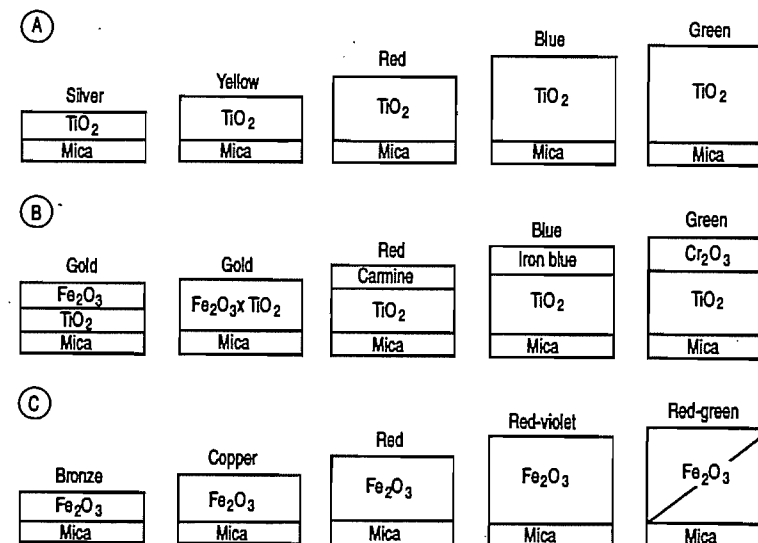 A
Silver
TiO2
Mica
Yellow
TiO2
Mica
Red
TiO2
Mica
Blue
TiO2
Mica
Green
TiO2
Mica
B
Gold
Fe2O3
TiO2
Mica
Gold
Fe2O3xTiO2
Mica
Red
Carmine
TiO2
Mica
Blue
Iron blue
TiO2
Mica
Green
Cr2O3
TiO2
Mica
C
Bronze
Fe2O3
Mica
Copper
Fe2O3
Mica
Red
Fe2O3
Mica
Red-violet
Fe2O3
Mica
Red-green
Fe2O3
Mica